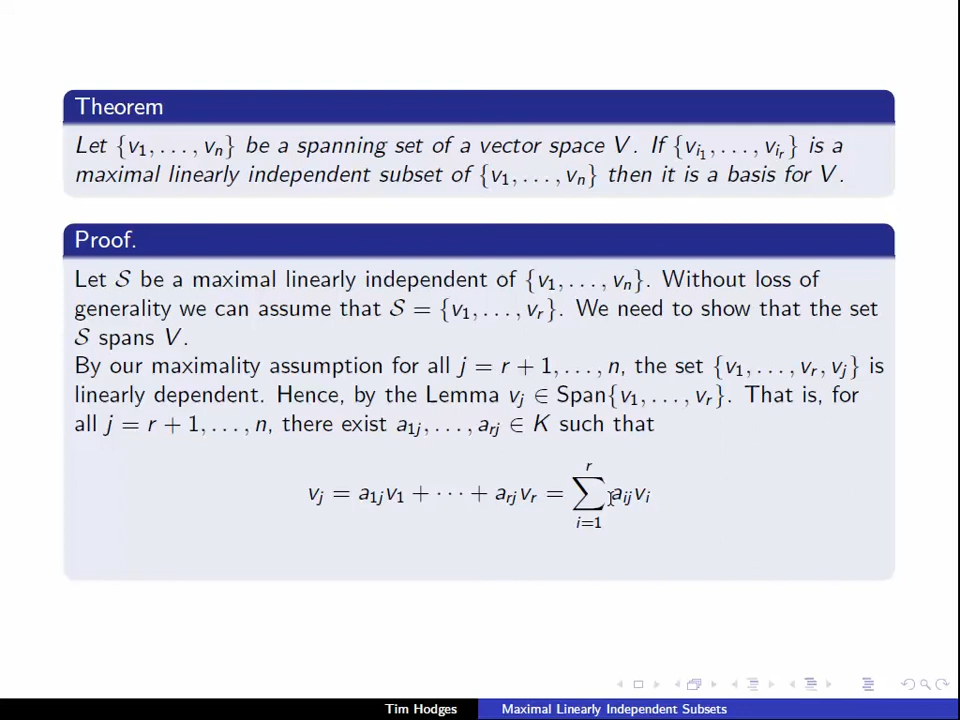 Theorem
Let {v₁, . . . , vₙ} be a spanning set of a vector space V. If {vᵢ₁, . . . , vᵢᵣ} is a
maximal linearly independent subset of {v₁, . . . , vₙ} then it is a basis for V.
Proof.
Let 𝒮 be a maximal linearly independent of {v₁, . . . , vₙ}. Without loss of
generality we can assume that 𝒮 = {v₁, . . . , vᵣ}. We need to show that the set
𝒮 spans V.
By our maximality assumption for all j = r + 1, . . . , n, the set {v₁, . . . , vᵣ, vⱼ} is
linearly dependent. Hence, by the Lemma vⱼ ∈ Span{v₁, . . . , vᵣ}. That is, for
all j = r + 1, . . . , n, there exist a₁ⱼ, . . . , aᵣⱼ ∈ K such that
vⱼ = a₁ⱼv₁ + · · · + aᵣⱼvᵣ = ∑ᵢ₌₁ʳ aᵢⱼvᵢ
Tim Hodges
Maximal Linearly Independent Subsets